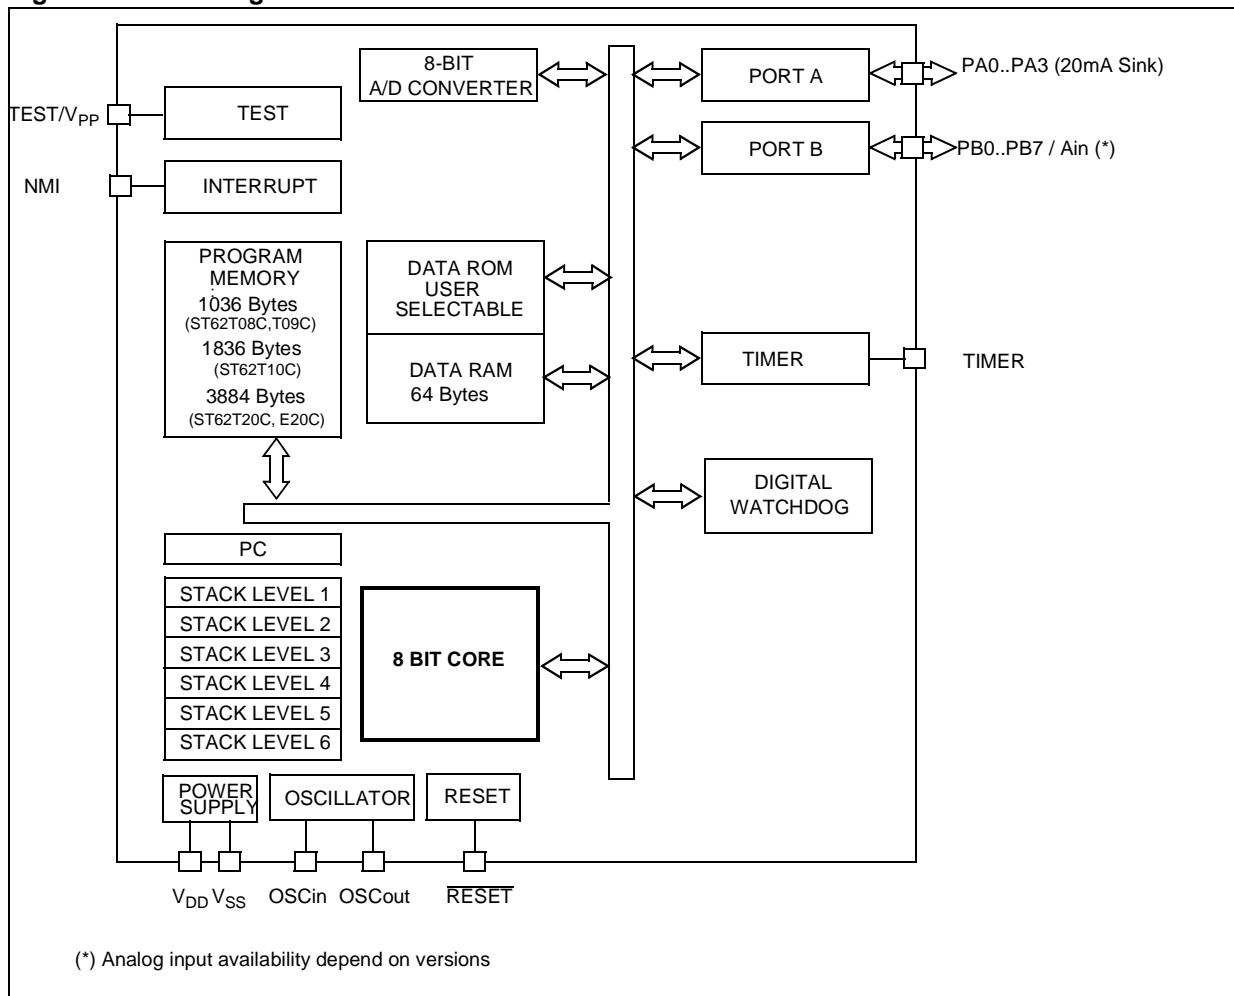 8-BIT
A/D CONVERTER
PORT A
PA0..PA3 (20mA Sink)
TEST/VPP
TEST
PORT B
PB0..PB7 / Ain (*)
NMI
INTERRUPT
PROGRAM
MEMORY
1036 Bytes
(ST62T08C,T09C)
1836 Bytes
(ST62T10C)
3884 Bytes
(ST62T20C, E20C)
DATA ROM
USER
SELECTABLE
DATA RAM
64 Bytes
TIMER
TIMER
DIGITAL
WATCHDOG
PC
STACK LEVEL 1
STACK LEVEL 2
STACK LEVEL 3
STACK LEVEL 4
STACK LEVEL 5
STACK LEVEL 6
8 BIT CORE
POWER
SUPPLY
OSCILLATOR
RESET
VDD VSS OSCin OSCout RESET
(*) Analog input availability depend on versions